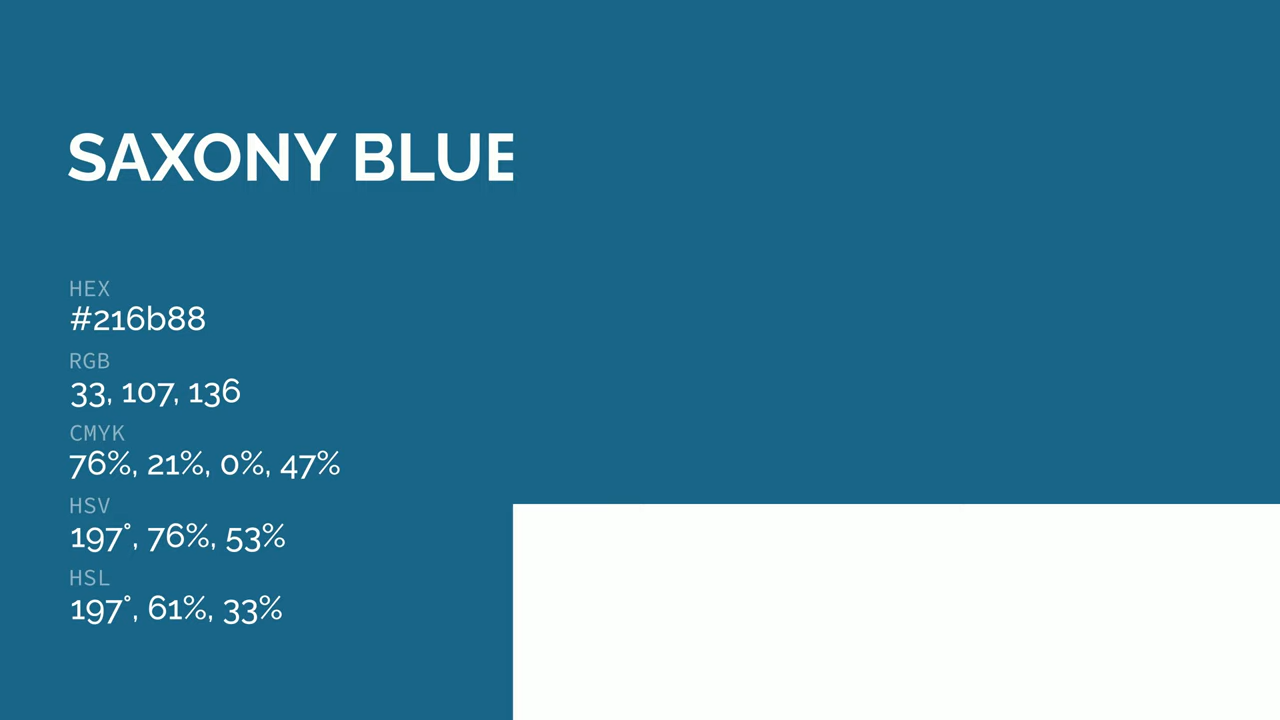 SAXONY BLUE
HEX
#216b88
RGB
33, 107, 136
CMYK
76%, 21%, 0%, 47%
HSV
197°, 76%, 53%
HSL
197°, 61%, 33%